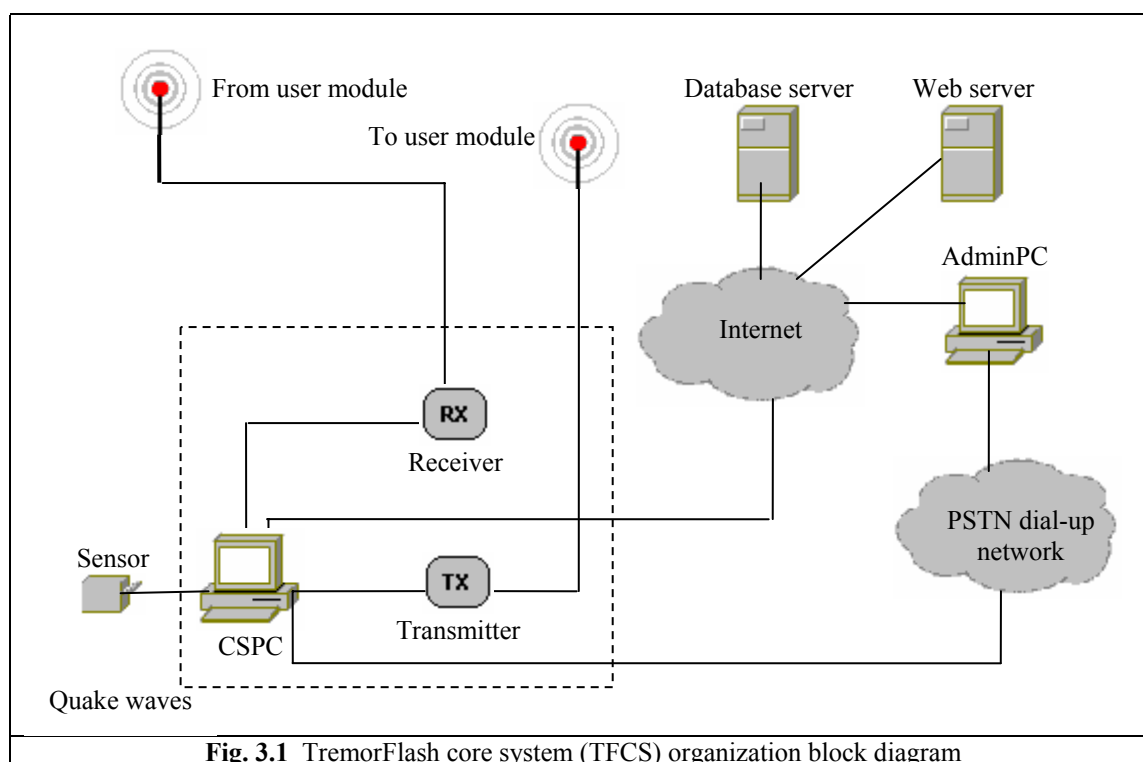 From user module
To user module
Database server
Web server
AdminPC
Internet
RX
Receiver
PSTN dial-up
network
Sensor
TX
CSPC
Transmitter
Quake waves
Fig. 3.1 TremorFlash core system (TFCS) organization block diagram